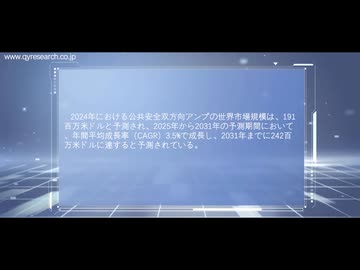 www.qyresearch.co.jp
2024年における公共安全双方向アンプの世界市場規模は、191
百万米ドルと予測され、2025年から2031年の予測期間において
、年間平均成長率（CAGR）3.5%で成長し、2031年までに242百
万米ドルに達すると予測されている。